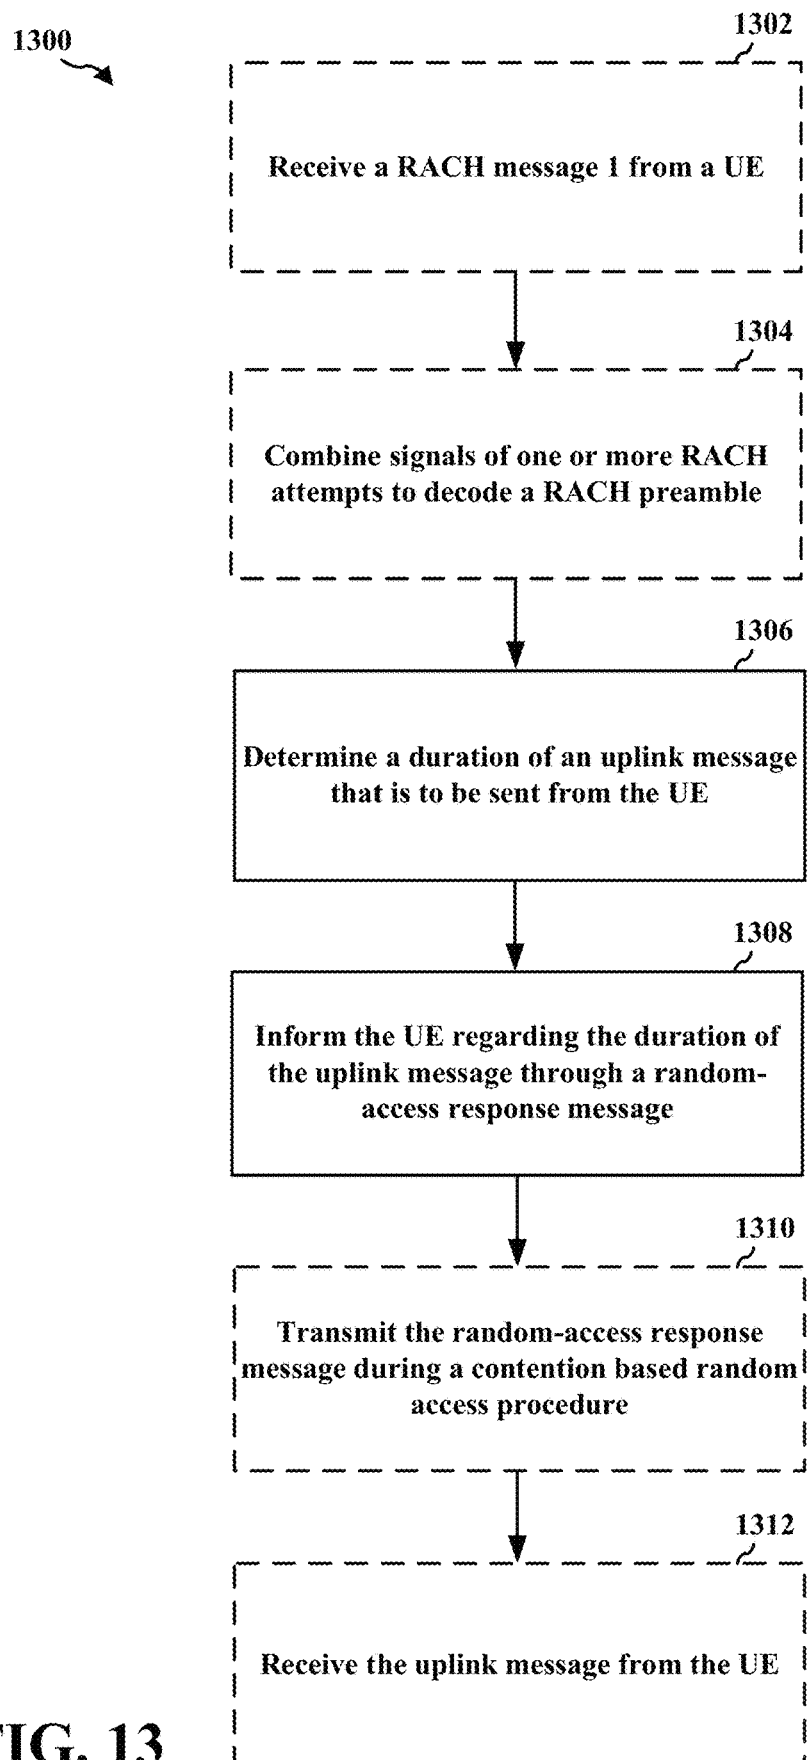 1300
1302
Receive a RACH message 1 from a UE
1304
Combine signals of one or more RACH
attempts to decode a RACH preamble
1306
Determine a duration of an uplink message
that is to be sent from the UE
1308
Inform the UE regarding the duration of
the uplink message through a random-
access response message
1310
Transmit the random-access response
message during a contention based random
access procedure
1312
Receive the uplink message from the UE
IG. 13